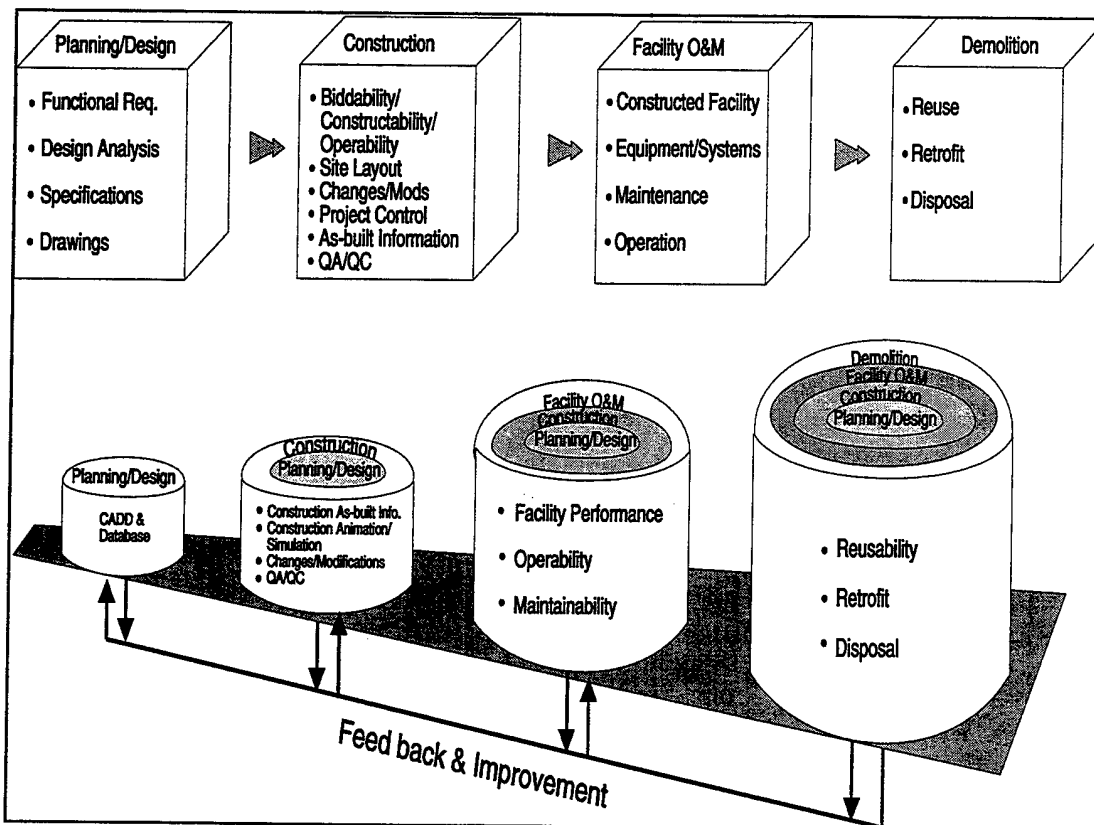 Planning/Design
• Functional Req.
• Design Analysis
• Specifications
• Drawings
Construction
• Biddability/
Constructability/
Operability
• Site Layout
• Changes/Mods
• Project Control
• As-built Information
• QA/QC
Facility O&M
• Constructed Facility
• Equipment/Systems
• Maintenance
• Operation
Demolition
• Reuse
• Retrofit
• Disposal
Planning/Design
CADD &
Database
Construction
Planning/Design
• Construction As-built Info.
• Construction Animation/
Simulation
• Changes/Modifications
• QA/QC
Facility O&M
Construction
Planning/Design
• Facility Performance
• Operability
• Maintainability
Demolition
Facility O&M
Construction
Planning/Design
• Reusability
• Retrofit
• Disposal
Feed back & Improvement